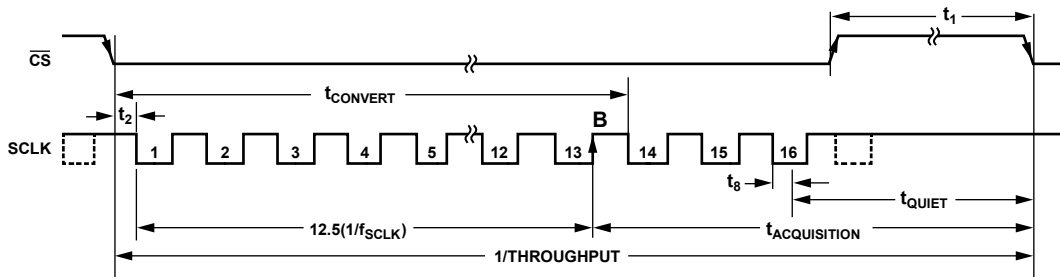 t1
CS
tCONVERT
t2
B
SCLK
1 2 3 4 5 12 13 14 15 16
t8
tQUIET
12.5(1/fSCLK)
tACQUISITION
1/THROUGHPUT